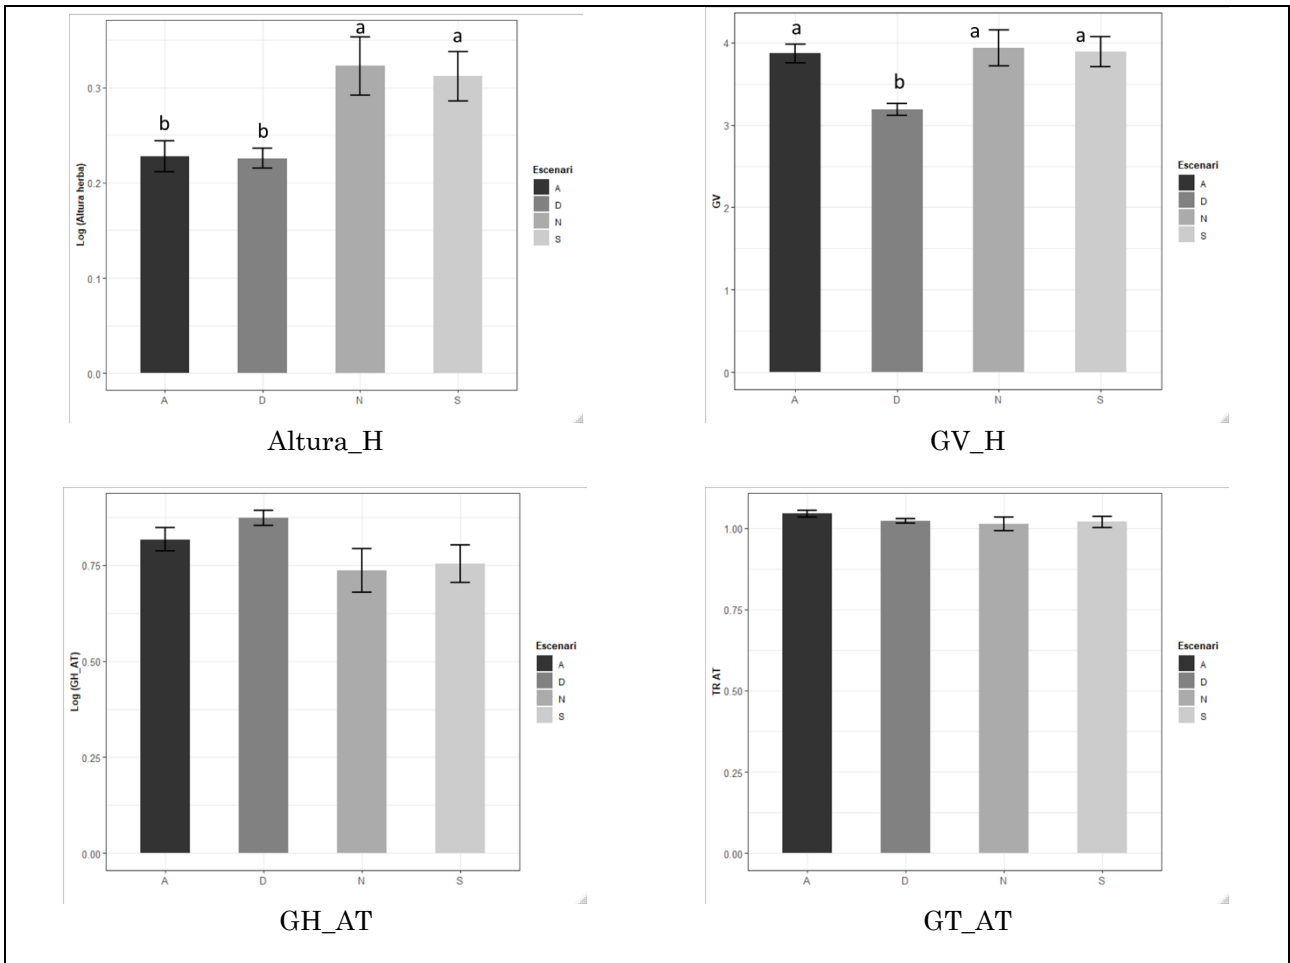 a
a
b
b
0.3
0.2
0.1
0.0
Log (Altura herba)
A
D
N
S
Escenari
A
D
N
S
Altura_H
a
a
a
b
4
3
2
1
0
GV
A
D
N
S
Escenari
A
D
N
S
GV_H
0.75
0.50
0.25
0.00
Log (GH_AT)
A
D
N
S
Escenari
A
D
N
S
GH_AT
1.00
0.75
0.50
0.25
0.00
TR AT
A
D
N
S
Escenari
A
D
N
S
GT_AT